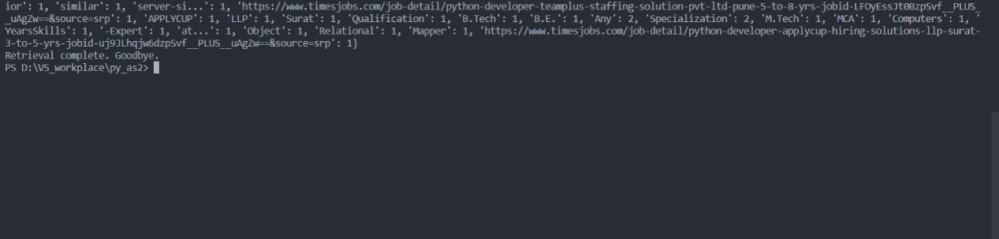 ior': 1, 'similar': 1, 'server-si...': 1, 'https://www.timesjobs.com/job-detail/python-developer-teamplus-staffing-solution-pvt-ltd-pune-5-to-8-yrs-jobid-LFOyEssJt0BzpSvf__PLUS_
_uAgZw==&source=srp': 1, 'APPLYCUP': 1, 'LLP': 1, 'Surat': 1, 'Qualification': 1, 'B.Tech': 1, 'B.E.': 1, 'Any': 2, 'Specialization': 2, 'M.Tech': 1, 'MCA': 1, 'Computers': 1, '
YearsSkills': 1, '-Expert': 1, 'at...': 1, 'Object': 1, 'Relational': 1, 'Mapper': 1, 'https://www.timesjobs.com/job-detail/python-developer-applycup-hiring-solutions-llp-surat-
3-to-5-yrs-jobid-uj9JLhqjw6dzpSvf__PLUS__uAgZw==&source=srp': 1}
Retrieval complete. Goodbye.
PS D:\VS_workplace\py_as2>